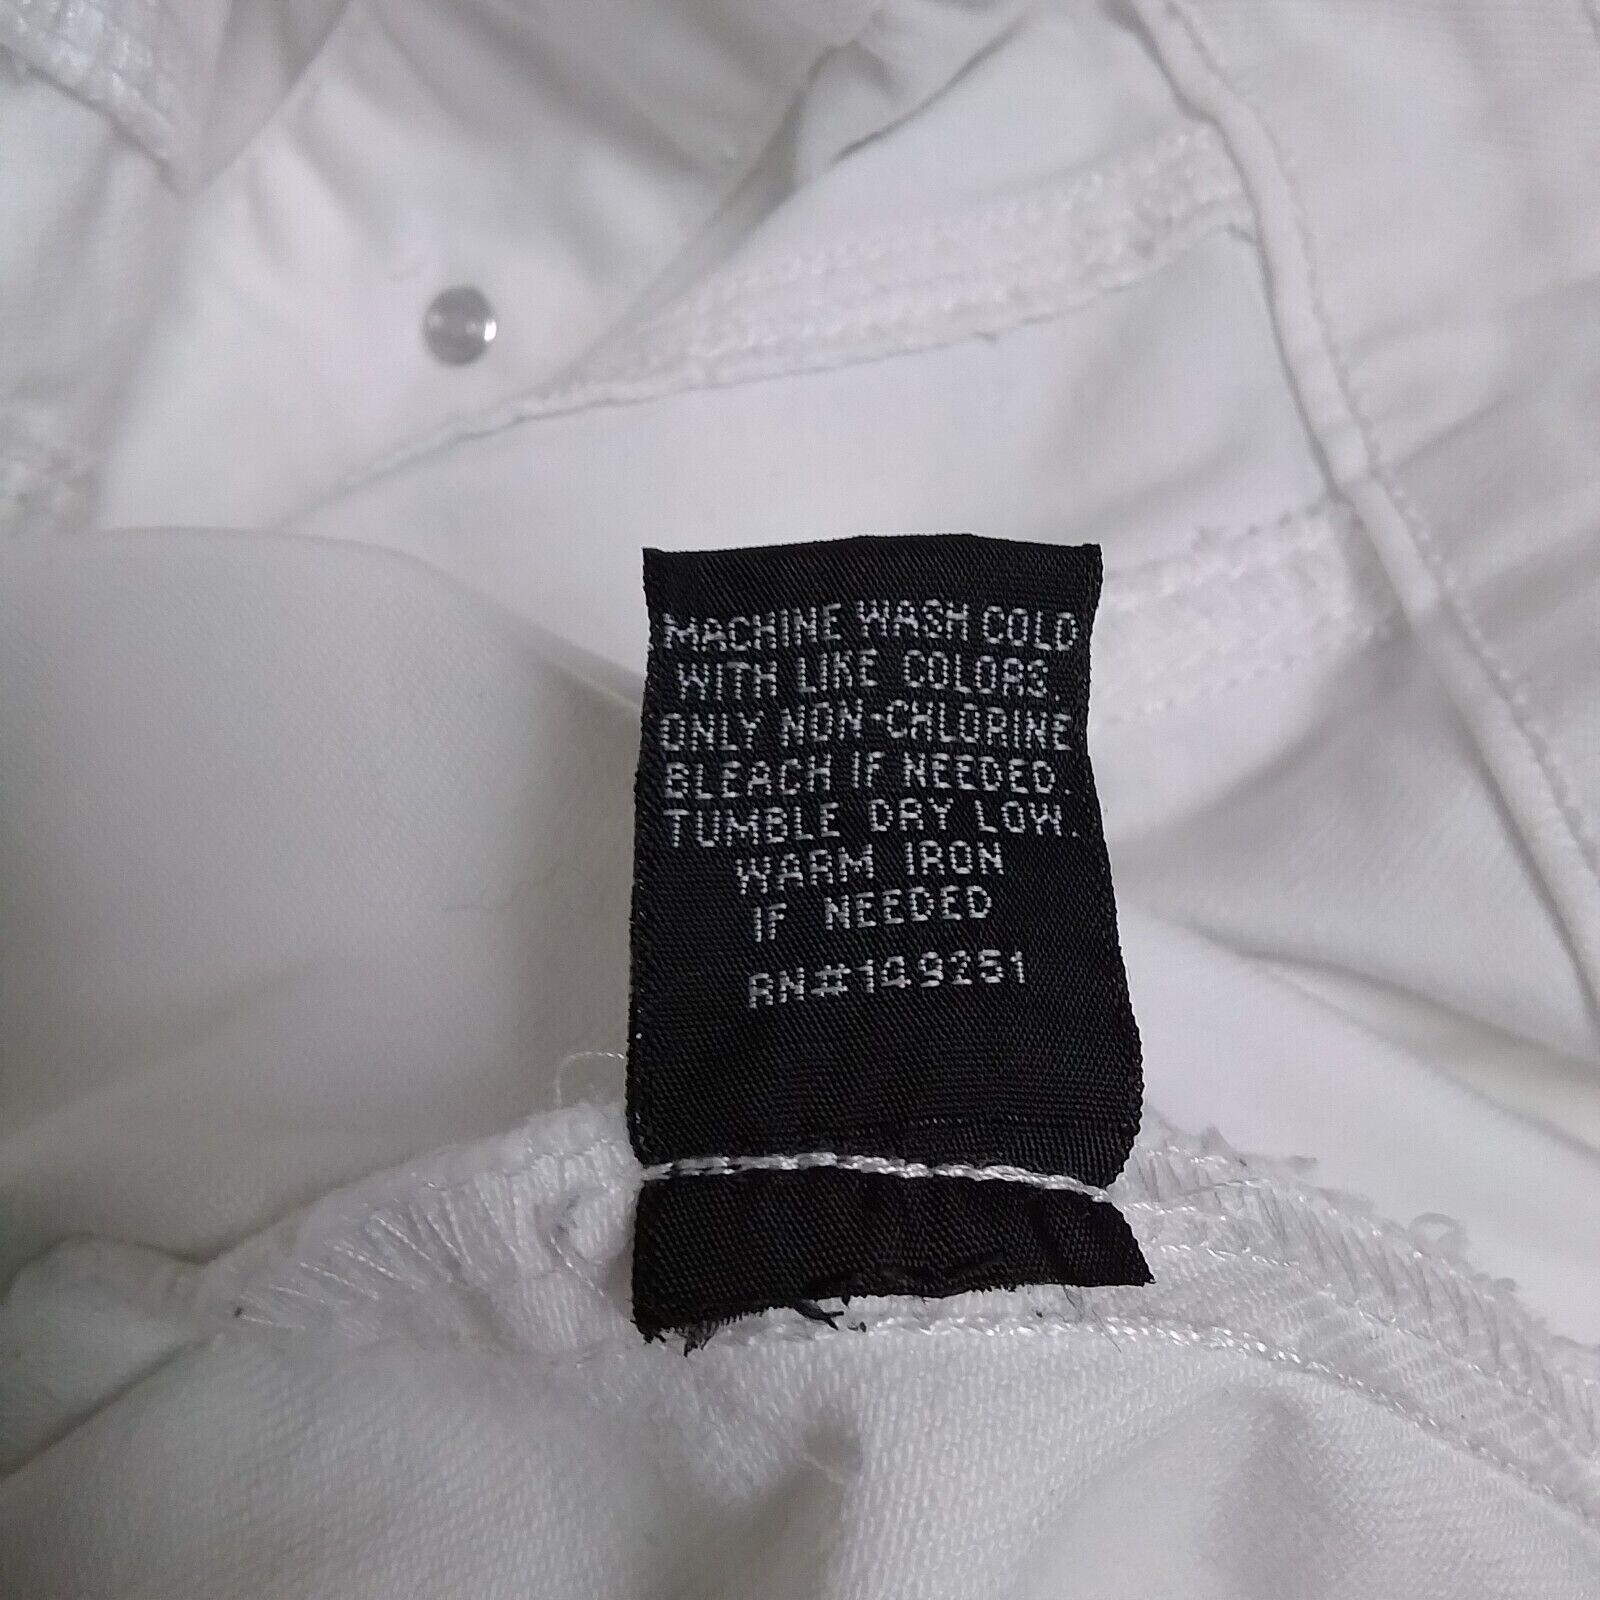 MACHINE WASH COLD
WITH LIKE COLORS.
ONLY NON-CHLORINE
BLEACH IF NEEDED.
TUMBLE DRY LOW.
WARM IRON
IF NEEDED
RN#149251